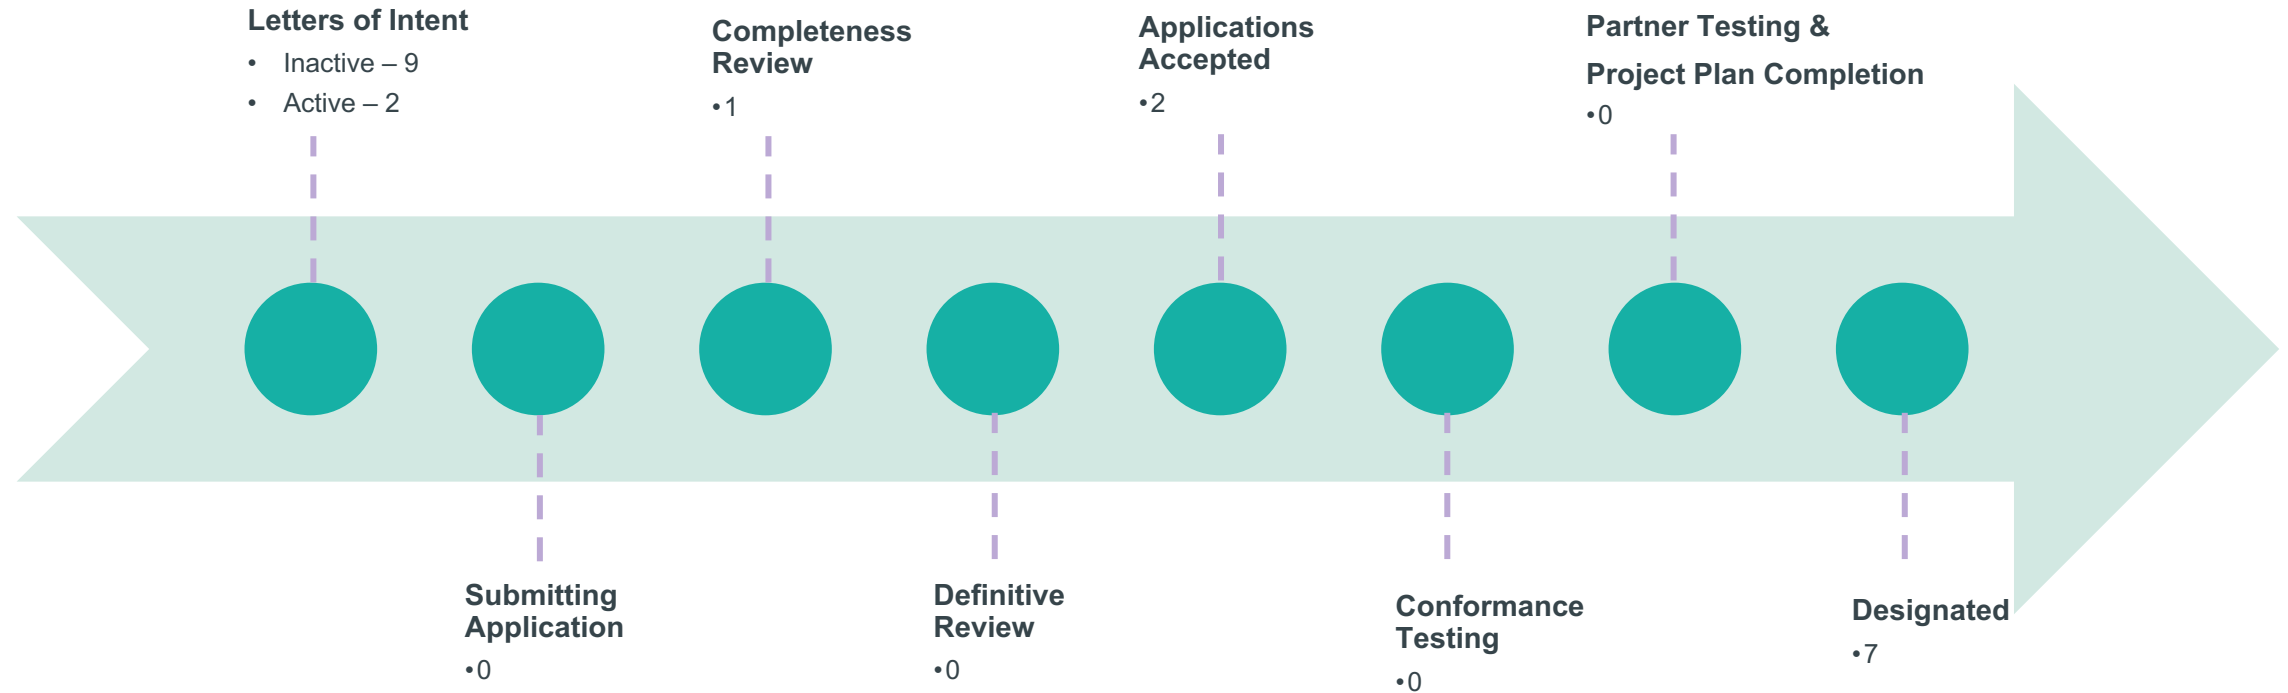 Letters of Intent
• Inactive – 9
• Active – 2
Completeness
Review
•1
Applications
Accepted
•2
Partner Testing &
Project Plan Completion
•0
Submitting
Application
•0
Definitive
Review
•0
Conformance
Testing
•0
Designated
•7